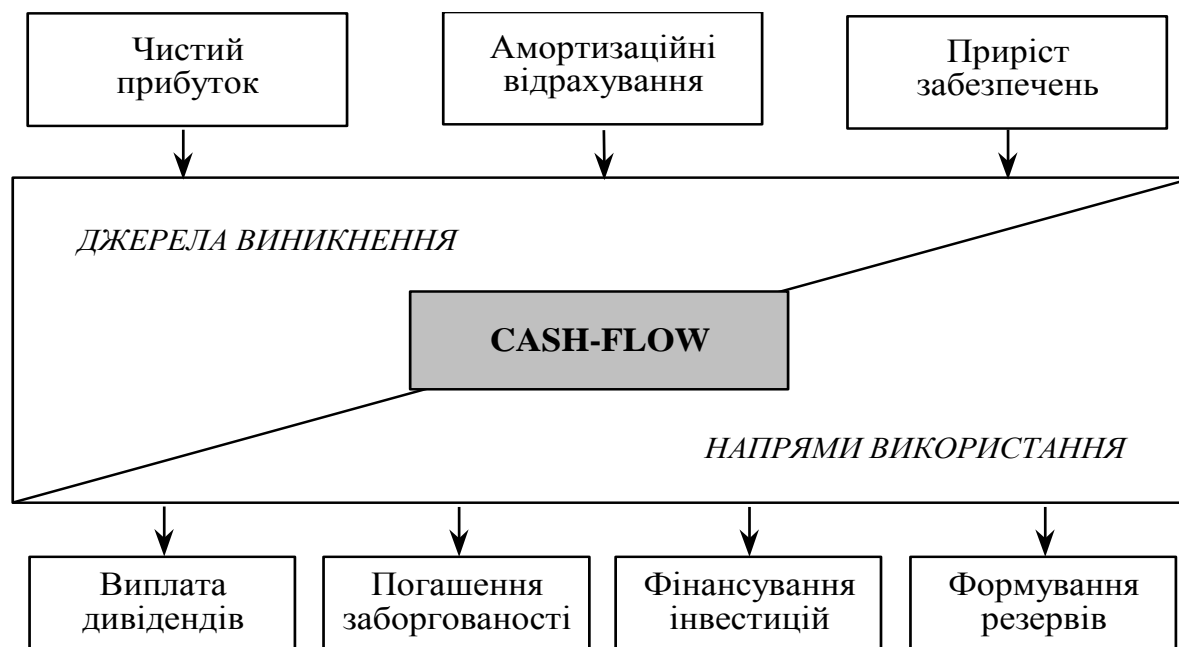 Чистий
прибуток
Амортизаційні
відрахування
Приріст
забезпечень
ДЖЕРЕЛА ВИНИКНЕННЯ
CASH-FLOW
НАПРЯМИ ВИКОРИСТАННЯ
Виплата
дивідендів
Погашення
заборгованості
Фінансування
інвестицій
Формування
резервів